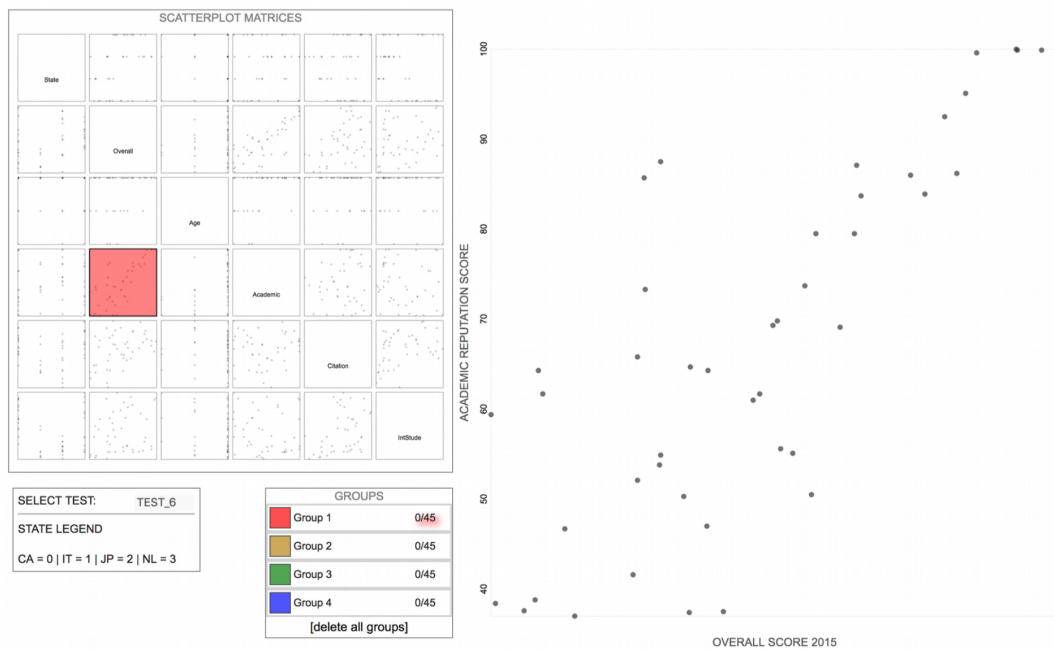 SCATTERPLOT MATRICES
State
Overall
Age
Academic
Citation
IntStude
SELECT TEST: TEST_6
STATE LEGEND
CA = 0 | IT = 1 | JP = 2 | NL = 3
GROUPS
Group 1 0/45
Group 2 0/45
Group 3 0/45
Group 4 0/45
[delete all groups]
ACADEMIC REPUTATION SCORE
100
90
80
70
60
50
40
OVERALL SCORE 2015